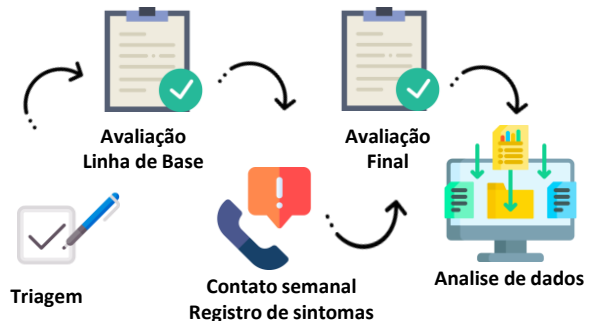 Triagem
Avaliação
Linha de Base
Contato semanal
Registro de sintomas
Avaliação
Final
Analise de dados